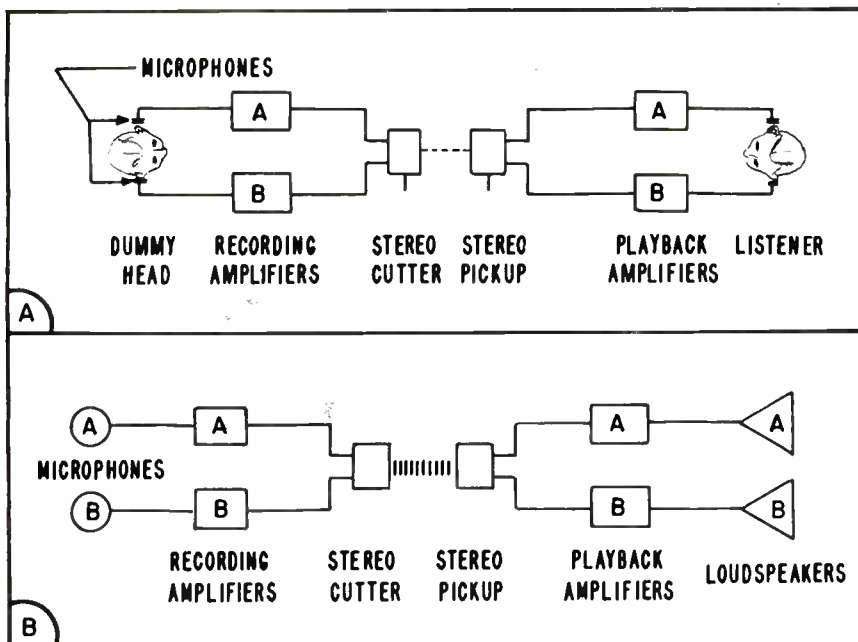 MICROPHONES
A A
B B
DUMMY RECORDING STEREO STEREO PLAYBACK LISTENER
HEAD AMPLIFIERS CUTTER PICKUP AMPLIFIERS
A
A A A A
MICROPHONES
B B B B
RECORDING STEREO STEREO PLAYBACK LOUDSPEAKERS
AMPLIFIERS CUTTER PICKUP AMPLIFIERS
B